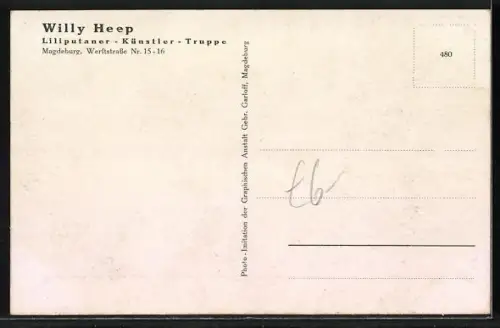 Willy Heep
Liliputaner - Künstler - Truppe
Magdeburg, Werftstraße Nr. 15-16
480
Photo-Imitation der Graphischen Anstalt Gebr. Garloff, Magdeburg
£6-